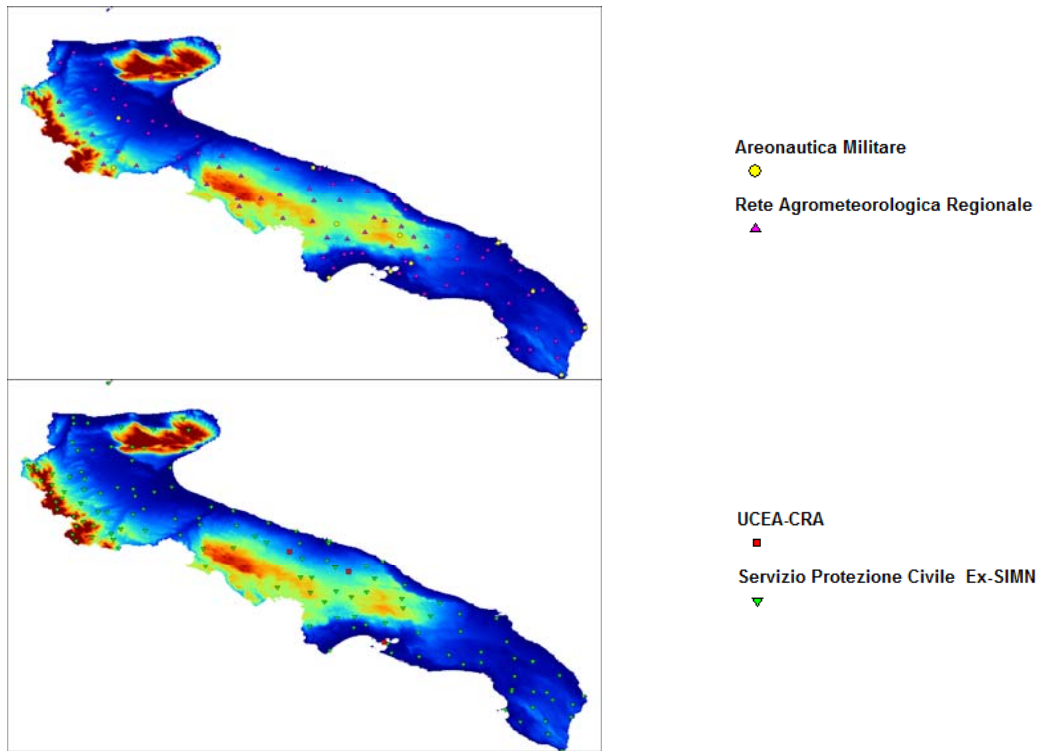 Areonautica Militare
Rete Agrometeorologica Regionale
UCEA-CRA
Servizio Protezione Civile Ex-SIMN